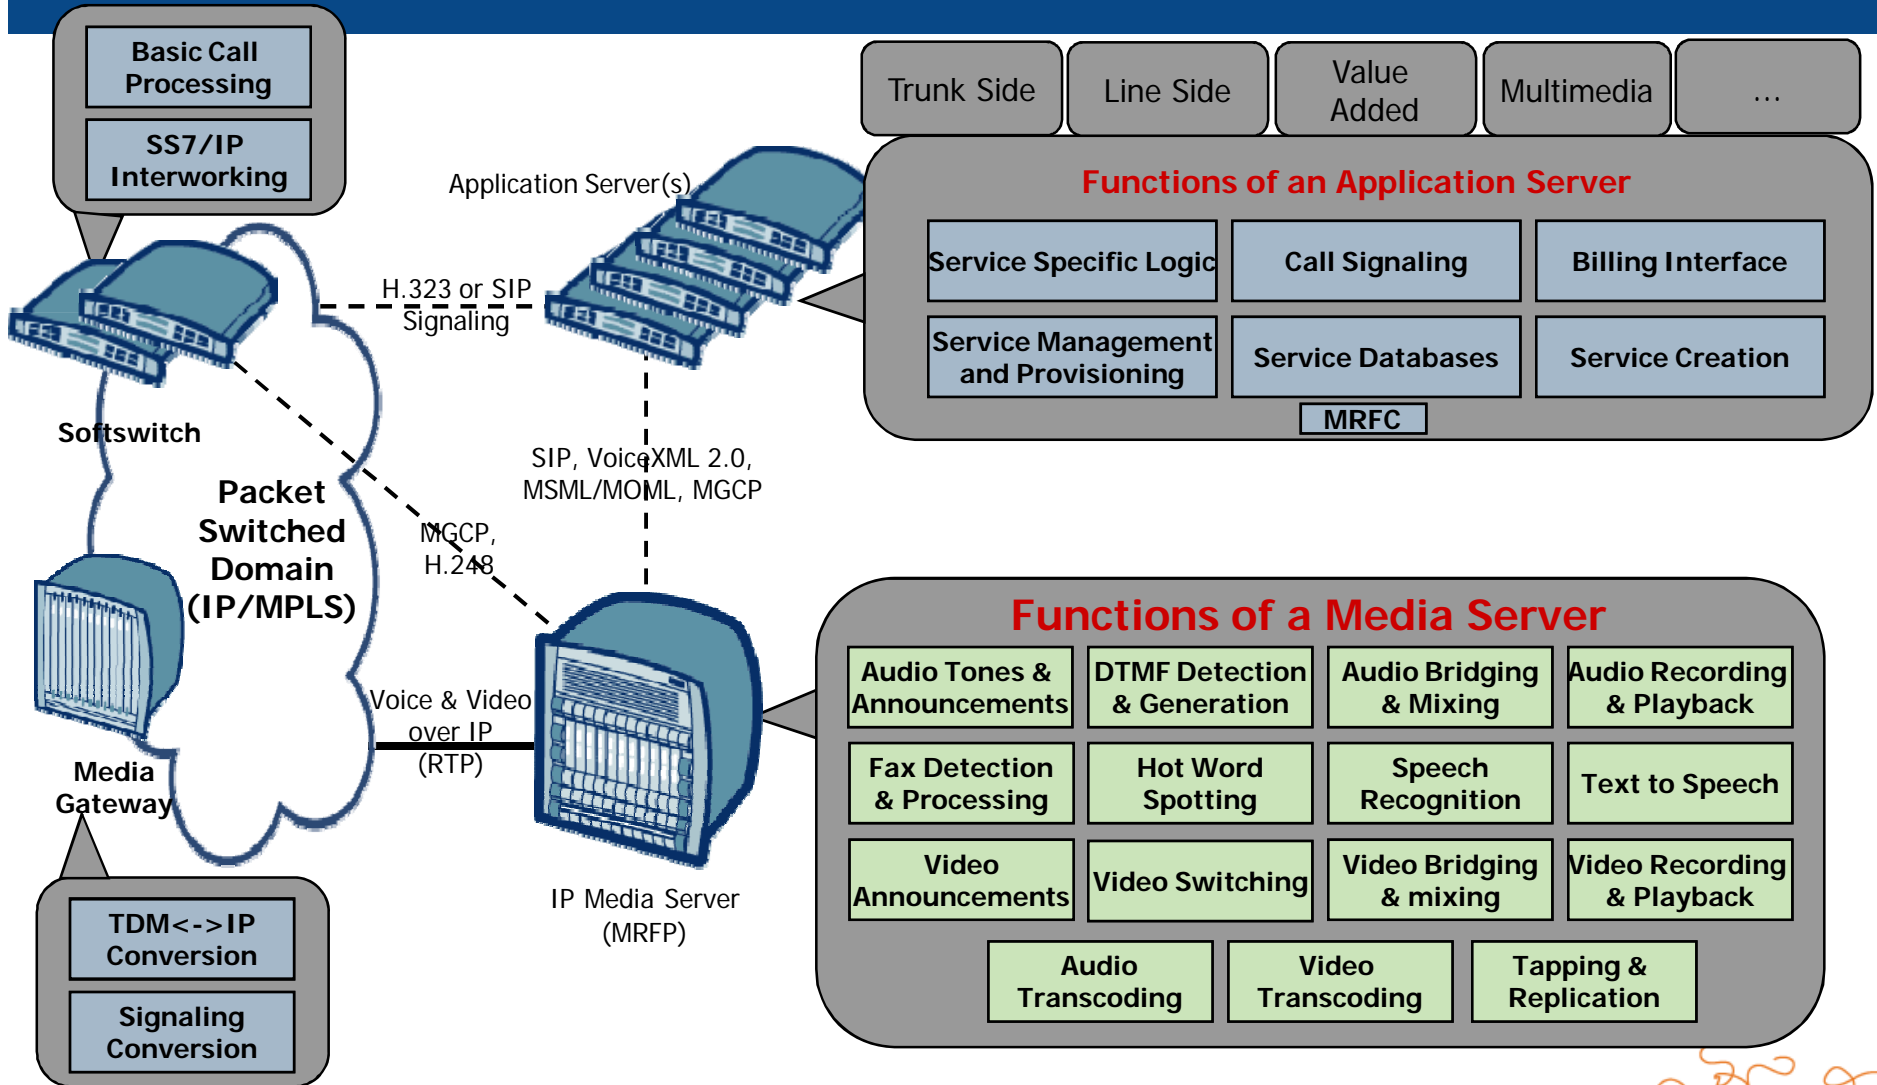 Basic Call
Processing
SS7/IP
Interworking
Trunk Side
Line Side
Value
Added
Multimedia
...
Application Server(s)
Functions of an Application Server
Service Specific Logic
Call Signaling
Billing Interface
Service Management
and Provisioning
Service Databases
Service Creation
MRFC
H.323 or SIP
Signaling
Softswitch
SIP, VoiceXML 2.0,
MSML/MOML, MGCP
Packet
Switched
Domain
(IP/MPLS)
MGCP,
H.248
Voice & Video
over IP
(RTP)
Media
Gateway
IP Media Server
(MRFP)
TDM<->IP
Conversion
Signaling
Conversion
Functions of a Media Server
Audio Tones &
Announcements
DTMF Detection
& Generation
Audio Bridging
& Mixing
Audio Recording
& Playback
Fax Detection
& Processing
Hot Word
Spotting
Speech
Recognition
Text to Speech
Video
Announcements
Video Switching
Video Bridging
& mixing
Video Recording
& Playback
Audio
Transcoding
Video
Transcoding
Tapping &
Replication